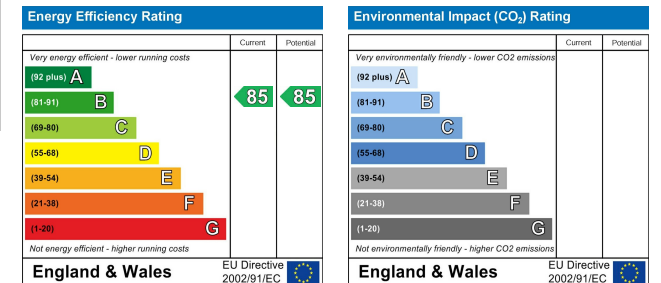 Energy Efficiency Rating
Current Potential
Very energy efficient - lower running costs
(92 plus) A
(81-91) B 85 85
(69-80) C
(55-68) D
(39-54) E
(21-38) F
(1-20) G
Not energy efficient - higher running costs
England & Wales
EU Directive
2002/91/EC
Environmental Impact (CO₂) Rating
Current Potential
Very environmentally friendly - lower CO2 emissions
(92 plus) A
(81-91) B
(69-80) C
(55-68) D
(39-54) E
(21-38) F
(1-20) G
Not environmentally friendly - higher CO2 emissions
England & Wales
EU Directive
2002/91/EC